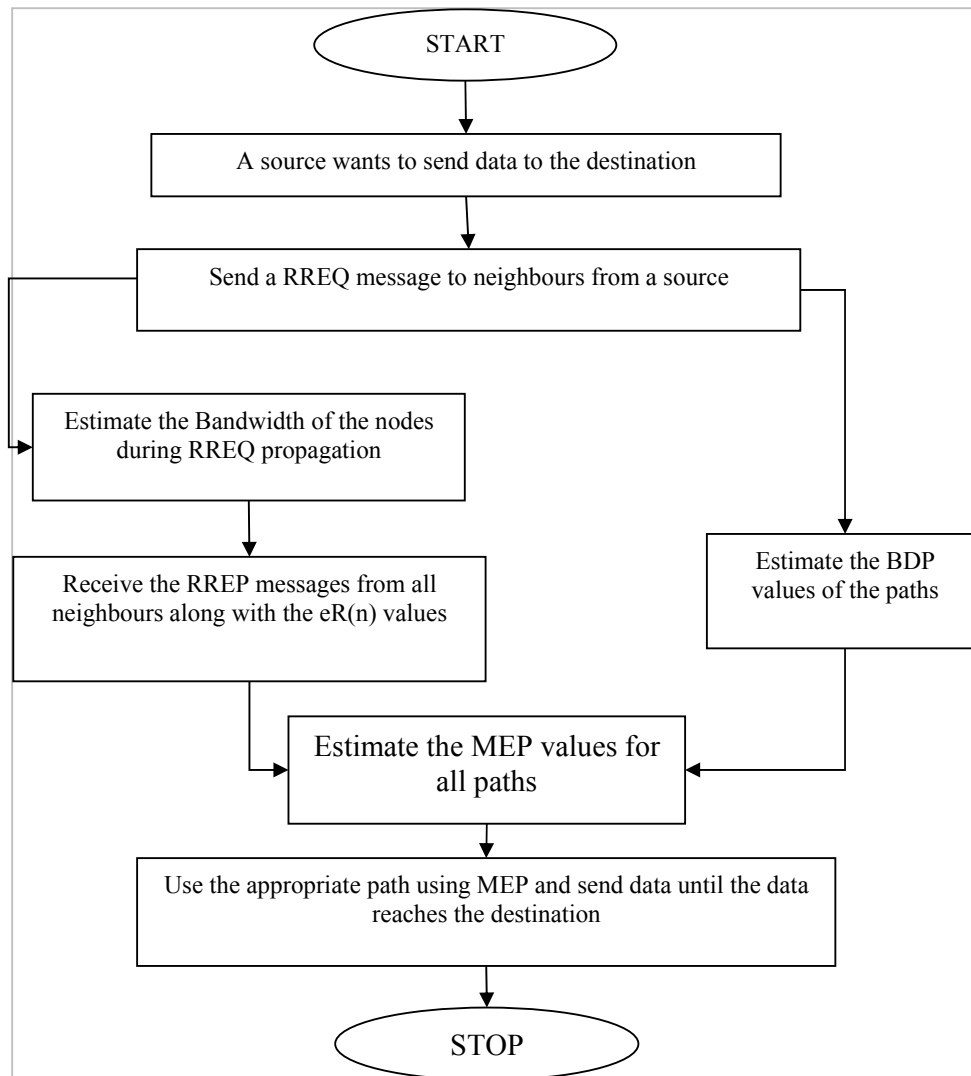 START
A source wants to send data to the destination
Send a RREQ message to neighbours from a source
Estimate the Bandwidth of the nodes
during RREQ propagation
Receive the RREP messages from all
neighbours along with the eR(n) values
Estimate the BDP
values of the paths
Estimate the MEP values for
all paths
Use the appropriate path using MEP and send data until the data
reaches the destination
STOP